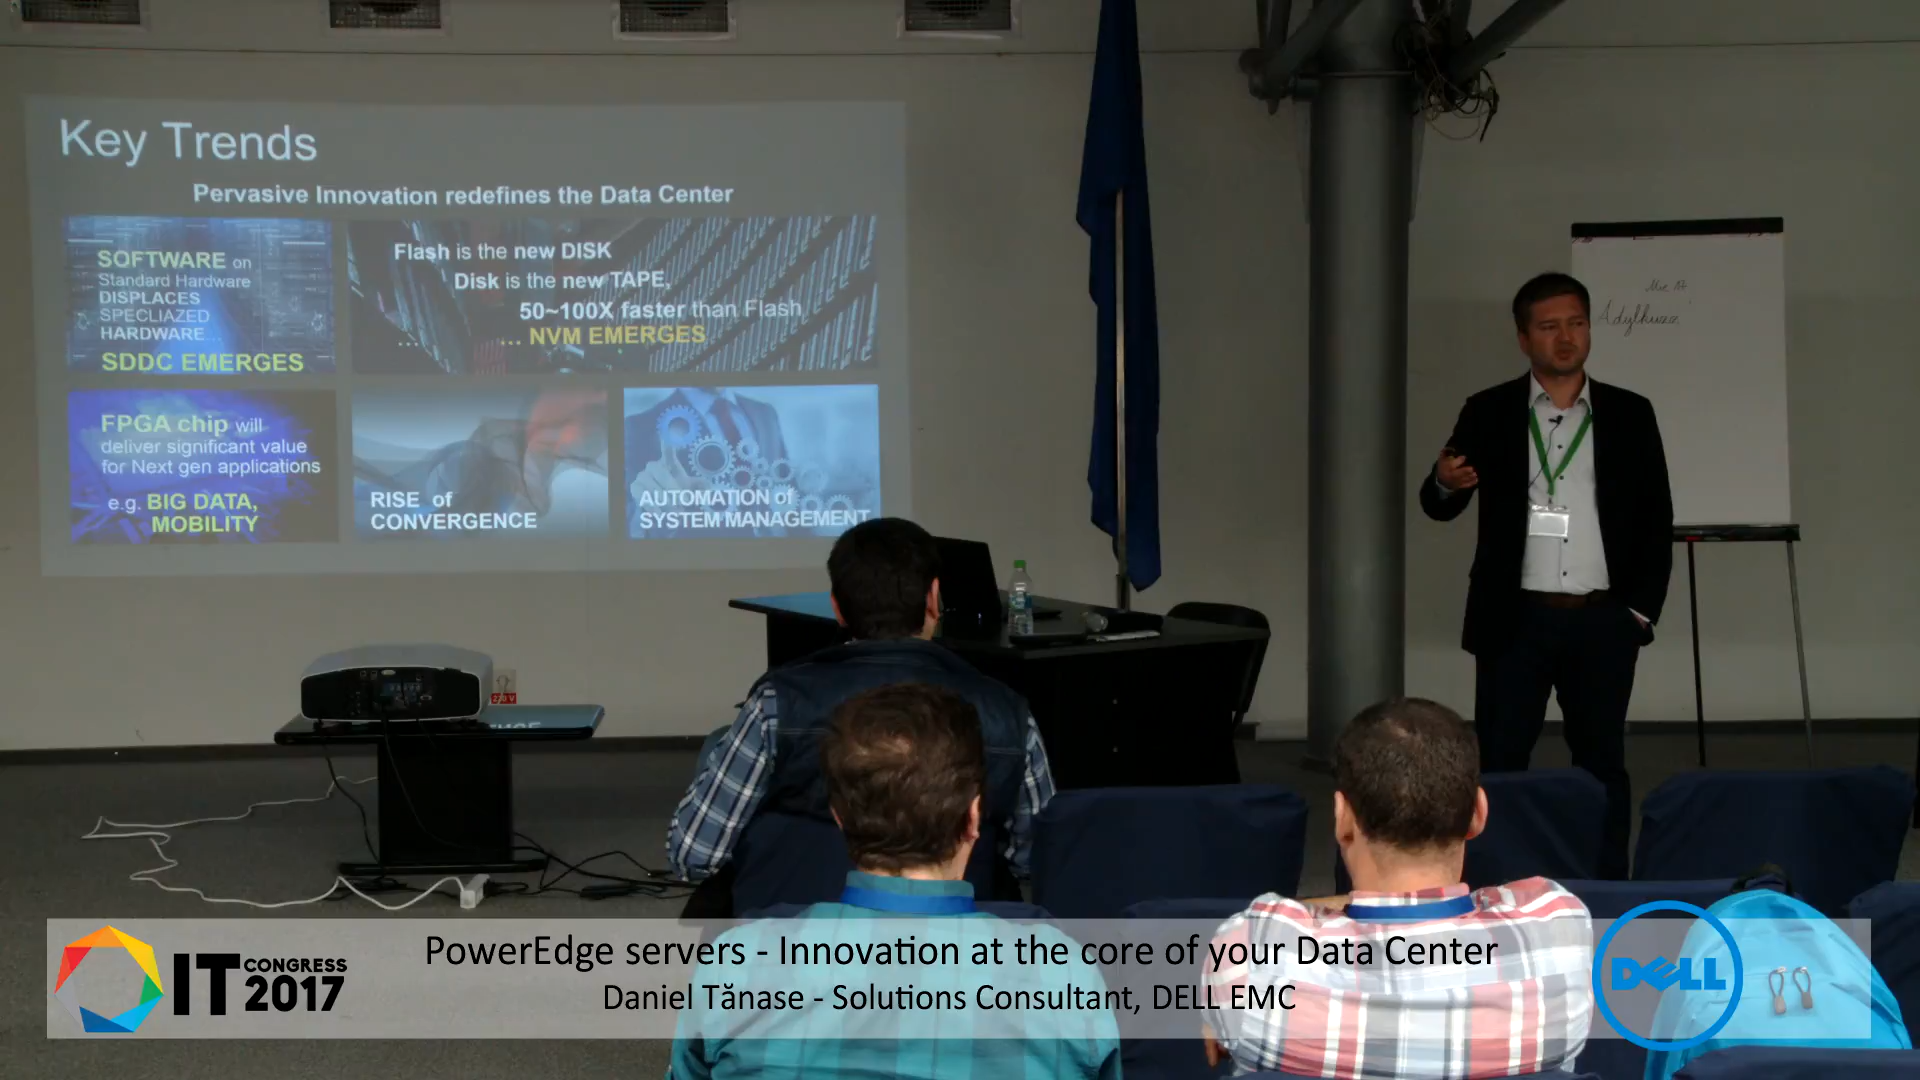 Key Trends
Pervasive Innovation redefines the Data Center
SOFTWARE on
Standard Hardware
DISPLACES
SPECLIAZED
HARDWARE...
SDDC EMERGES
Flash is the new DISK
Disk is the new TAPE,
50~100X faster than Flash
... ... NVM EMERGES
FPGA chip will
deliver significant value
for Next gen applications
e.g. BIG DATA,
MOBILITY
RISE of
CONVERGENCE
AUTOMATION of
SYSTEM MANAGEMENT
220 V
IT CONGRESS
2017
PowerEdge servers - Innovation at the core of your Data Center
Daniel Tănase - Solutions Consultant, DELL EMC
DELL